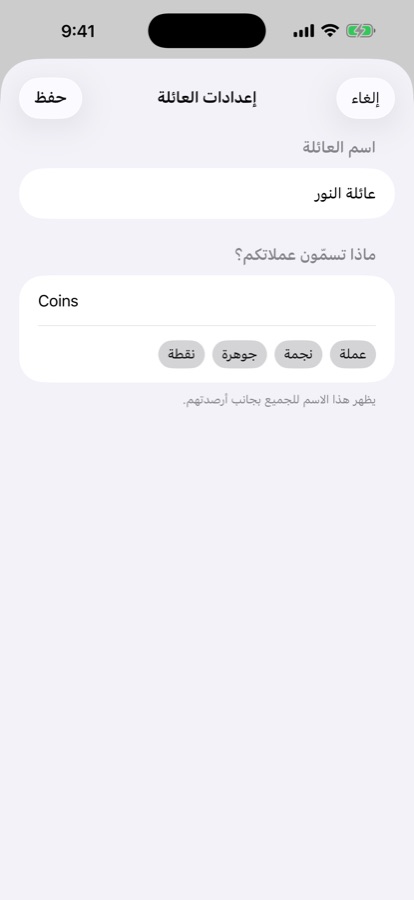 9:41
إلغاء
إعدادات العائلة
حفظ
اسم العائلة
عائلة النور
ماذا تسمّون عملاتكم؟
Coins
عملة نجمة جوهرة نقطة
يظهر هذا الاسم للجميع بجانب أرصدتهم.